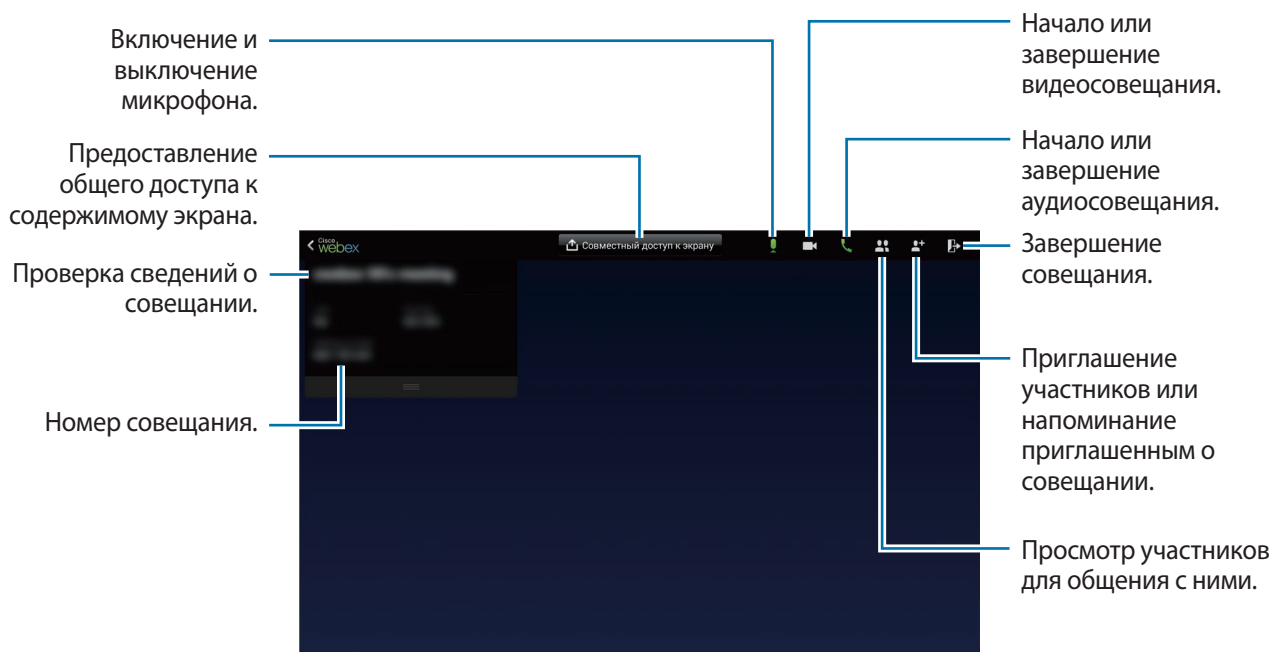 Включение и
выключение
микрофона.
Предоставление
общего доступа к
содержимому экрана.
Проверка сведений о
совещании.
Номер совещания.
Cisco
webex
Совместный доступ к экрану
Начало или
завершение
видеосовещания.
Начало или
завершение
аудиосовещания.
Завершение
совещания.
Приглашение
участников или
напоминание
приглашенным о
совещании.
Просмотр участников
для общения с ними.